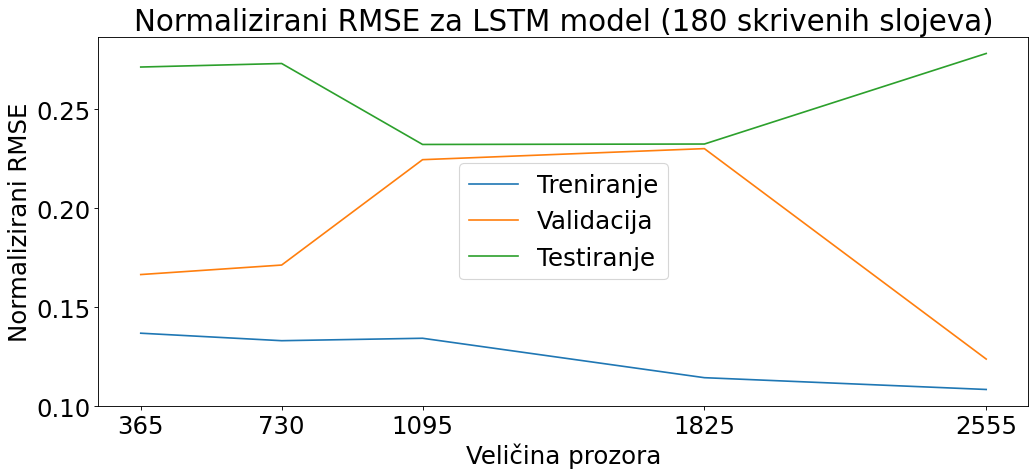 Normalizirani RMSE za LSTM model (180 skrivenih slojeva)
Normalizirani RMSE
0.25
0.20
0.15
0.10
Treniranje
Validacija
Testiranje
365 730 1095 1825 2555
Veličina prozora